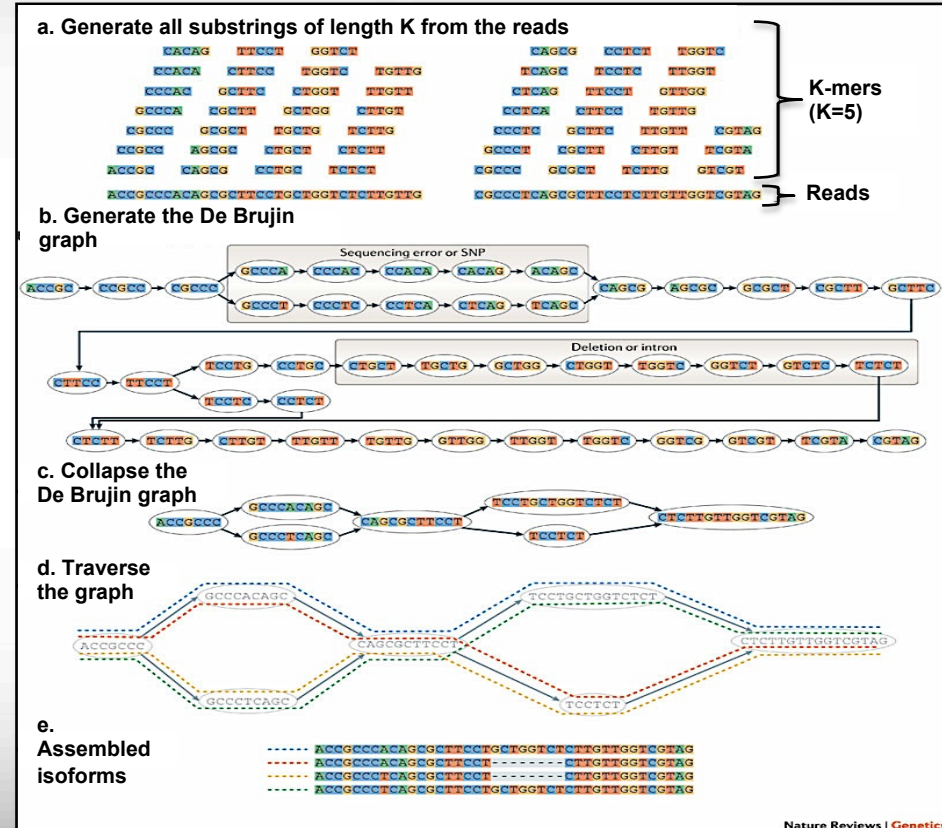 a. Generate all substrings of length K from the reads
CACAG TTCCT GGTCT CAGCG CCTCT TGGTC
CCACA CTTCC TGGTC TGTTG TCAGC TCCTC TTGGT
CCCAC GCTTC CTGGT TTGTT CTCAG TTCCT GTTGG
GCCCA CGCTT GCTGG CTTGT CCTCA CTTCC TGTTG
CGCCC GCGCT TGCTG TCTTG CCCTC GCTTC TTGTT CGTAG
CCGCC AGCGC CTGCT CTCTT GCCCT CGCTT CTTGT TCGTA
ACCGC CAGCG CCTGC TCTCT CGCCC GCGCT TCTTG GTCGT
K-mers
(K=5)
ACCGCCCACAGCGCTTCCTGCTGGTCTCTTGTTG CGCCCTCAGCGCTTCCTCTTGTTGGTCGTAG
Reads
b. Generate the De Brujin
graph
Sequencing error or SNP
GCCCA CCCAC CCACA CACAG ACAGC
ACCGC CCGCC CGCCC CAGCG AGCGC GCGCT CGCTT GCTTC
GCCCT CCCTC CCTCA CTCAG TCAGC
Deletion or intron
TCCTG CCTGC CTGCT TGCTG GCTGG CTGGT TGGTC GGTCT GTCTC TCTCT
CTTCC TTCCT
TCCTC CCTCT
CTCTT TCTTG CTTGT TTGTT TGTTG GTTGG TTGGT TGGTC GGTCG GTCGT TCGTA CGTAG
c. Collapse the
De Brujin graph
GCCCACAGC TCCTGCTGGTCTCT
ACCGCCC CAGCGCTTCCT CTCTTGTTGGTCGTAG
GCCCTCAGC TCCTCT
d. Traverse
the graph
GCCCACAGC TCCTGCTGGTCTCT
ACCGCCC CAGCGCTTCCT CTCTTGTTGGTCGTAG
GCCCTCAGC TCCTCT
e.
Assembled
isoforms
ACCGCCCACAGCGCTTCCTGCTGGTCTCTTGTTGGTCGTAG
ACCGCCCACAGCGCTTCCT--------CTTGTTGGTCGTAG
ACCGCCCTCAGCGCTTCCT--------CTTGTTGGTCGTAG
ACCGCCCTCAGCGCTTCCTGCTGGTCTCTTGTTGGTCGTAG
Nature Reviews | Genetics